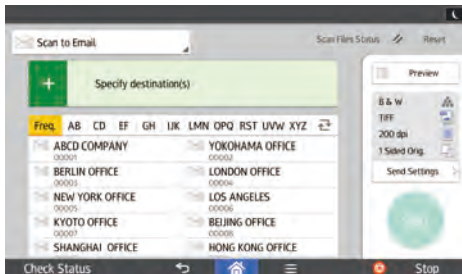 Scan to Email
Scan Files Status
Reset
Specify destination(s)
Preview
Freq. AB CD EF GH IJK LMN OPQ RST UVW XYZ
B & W
TIFF
200 dpi
1 Sided Orig.
Send Settings
ABCD COMPANY
00001
YOKOHAMA OFFICE
00002
BERLIN OFFICE
00003
LONDON OFFICE
00004
NEW YORK OFFICE
00005
LOS ANGELES
00006
KYOTO OFFICE
00007
BEIJING OFFICE
00008
SHANGHAI OFFICE
HONG KONG OFFICE
Check Status
Stop